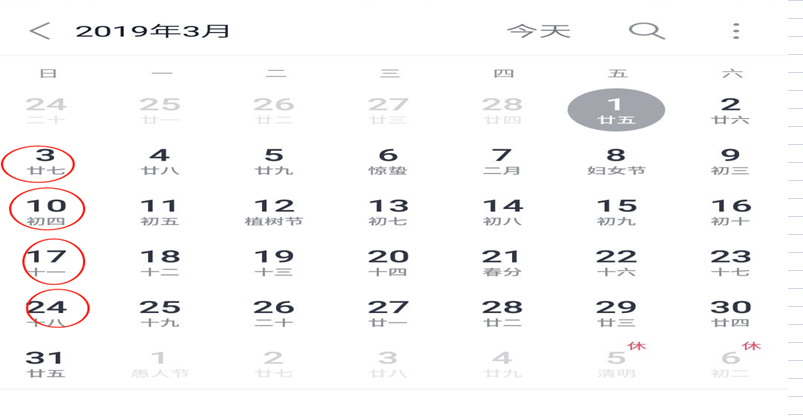 2019年3月 今天
日 一 二 三 四 五 六
24 25 26 27 28 1 2
二十 廿一 廿二 廿三 廿四 廿五 廿六
3 4 5 6 7 8 9
廿七 廿八 廿九 惊蛰 二月 妇女节 初三
10 11 12 13 14 15 16
初四 初五 植树节 初七 初八 初九 初十
17 18 19 20 21 22 23
十一 十二 十三 十四 春分 十六 十七
24 25 26 27 28 29 30
十八 十九 二十 廿一 廿二 廿三 廿四
31 1 2 3 4 5 休 6 休
廿五 愚人节 廿七 廿八 廿九 清明 初二